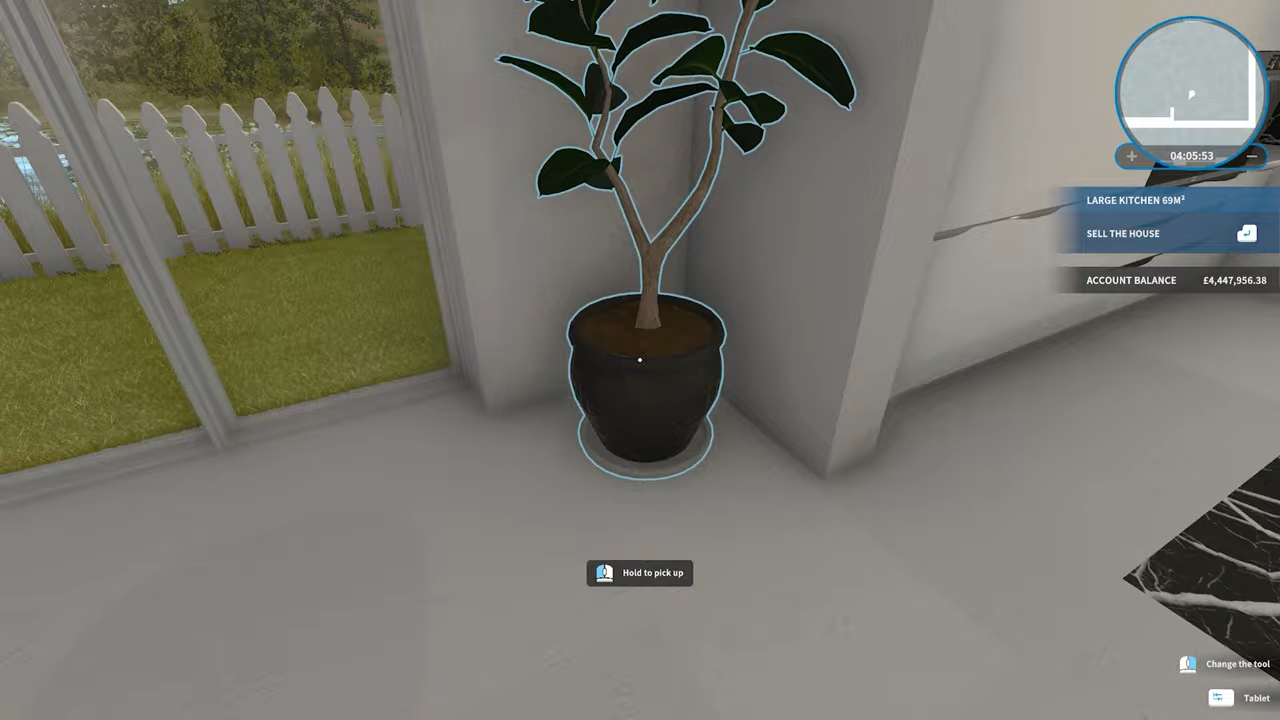 04:05:53
LARGE KITCHEN 69M²
SELL THE HOUSE
ACCOUNT BALANCE £4,447,956.38
Hold to pick up
Change the tool
Tablet